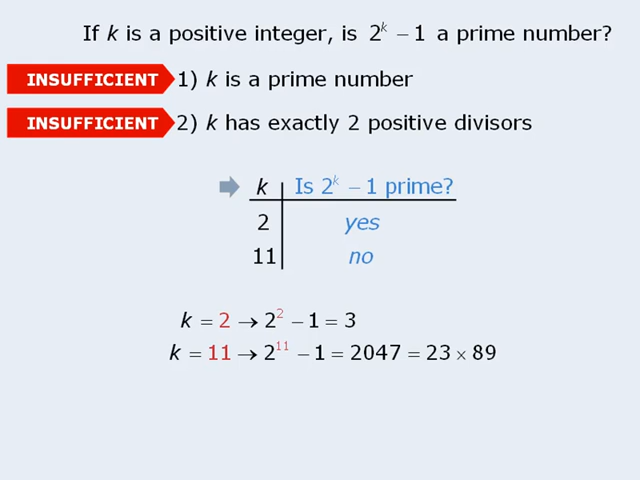 If k is a positive integer, is 2^k − 1 a prime number?
INSUFFICIENT 1) k is a prime number
INSUFFICIENT 2) k has exactly 2 positive divisors
k Is 2^k − 1 prime?
2 yes
11 no
k = 2 → 2^2 − 1 = 3
k = 11 → 2^11 − 1 = 2047 = 23 × 89